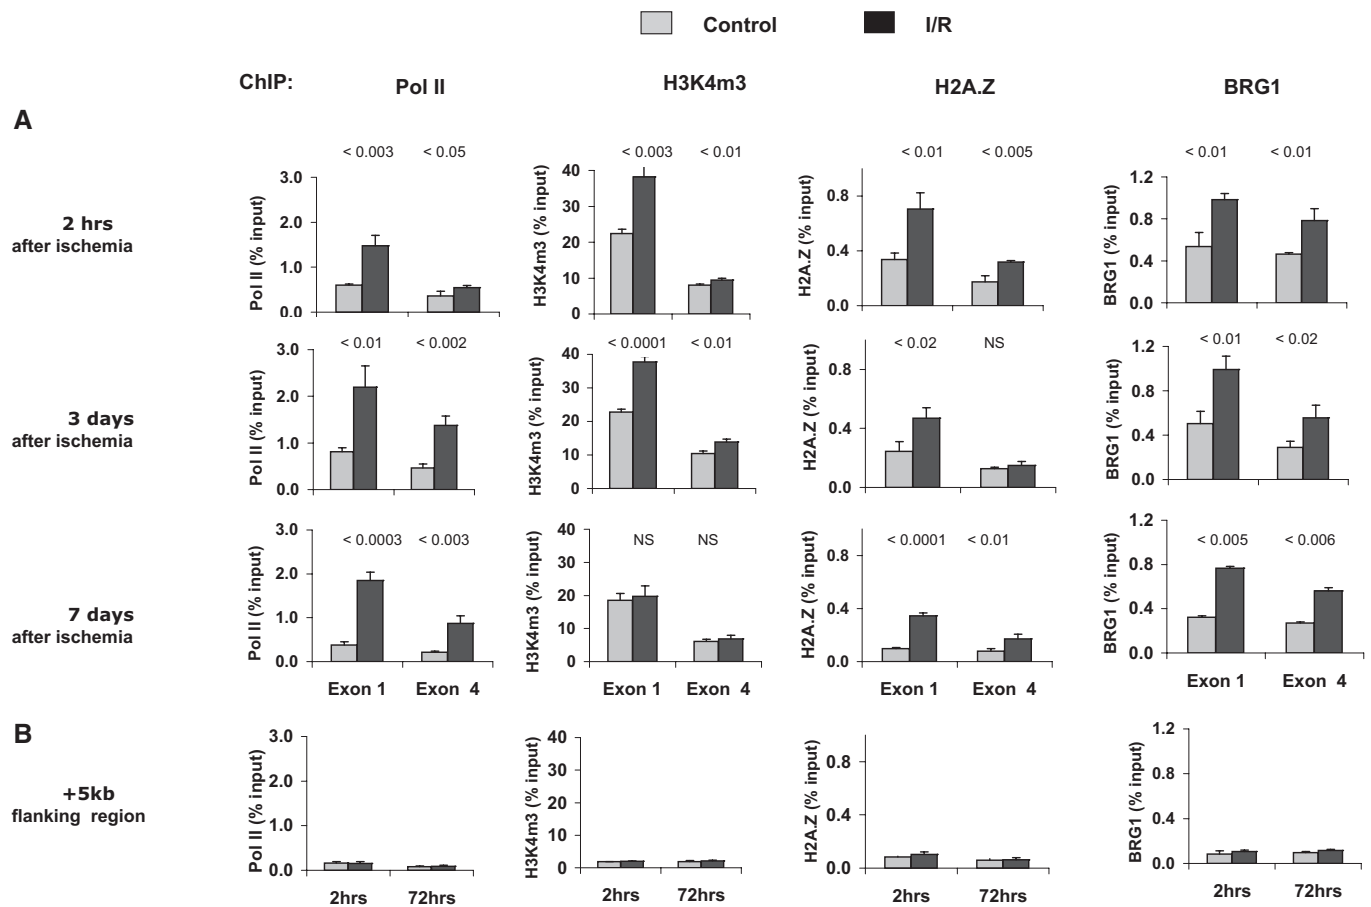 Control I/R
ChIP: Pol II H3K4m3 H2A.Z BRG1
A
2 hrs
after ischemia
Pol II (% input)
3.0
2.0
1.0
0.0
< 0.003 < 0.05
H3K4m3 (% input)
40
30
20
10
0
< 0.003 < 0.01
H2A.Z (% input)
0.8
0.4
0.0
< 0.01 < 0.005
BRG1 (% input)
1.2
0.8
0.4
0.0
< 0.01 < 0.01
3 days
after ischemia
Pol II (% input)
3.0
2.0
1.0
0.0
< 0.01 < 0.002
H3K4m3 (% input)
40
30
20
10
0
< 0.0001 < 0.01
H2A.Z (% input)
0.8
0.4
0.0
< 0.02 NS
BRG1 (% input)
1.2
0.8
0.4
0.0
< 0.01 < 0.02
7 days
after ischemia
Pol II (% input)
3.0
2.0
1.0
0.0
< 0.0003 < 0.003
Exon 1 Exon 4
H3K4m3 (% input)
40
30
20
10
0
NS NS
Exon 1 Exon 4
H2A.Z (% input)
0.8
0.4
0.0
< 0.0001 < 0.01
Exon 1 Exon 4
BRG1 (% input)
1.2
0.8
0.4
0.0
< 0.005 < 0.006
Exon 1 Exon 4
B
+5kb
flanking region
Pol II (% input)
3.0
2.0
1.0
0.0
2hrs 72hrs
H3K4m3 (% input)
40
30
20
10
0
2hrs 72hrs
H2A.Z (% input)
0.8
0.4
0.0
2hrs 72hrs
BRG1 (% input)
1.2
0.8
0.4
0.0
2hrs 72hrs